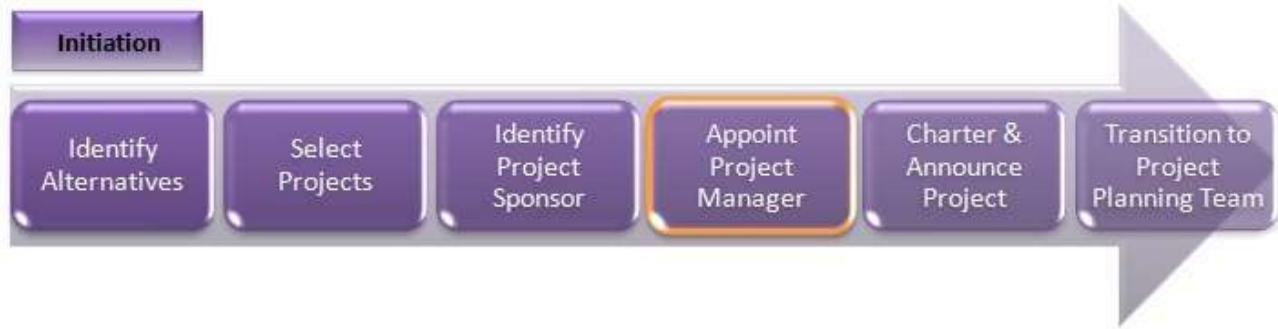 Initiation
Identify
Alternatives
Select
Projects
Identify
Project
Sponsor
Appoint
Project
Manager
Charter &
Announce
Project
Transition to
Project
Planning Team